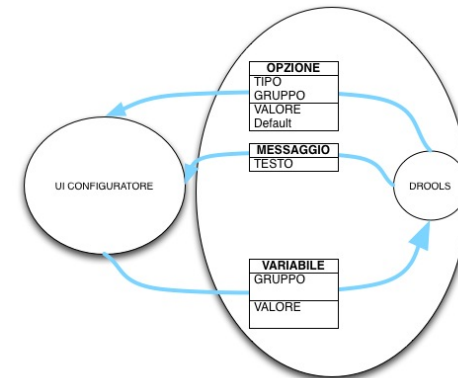 OPZIONE
TIPO
GRUPPO
VALORE
Default
MESSAGGIO
TESTO
UI CONFIGURATORE
DROOLS
VARIABILE
GRUPPO
VALORE